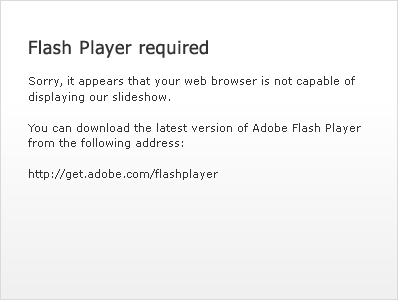 Flash Player required
Sorry, it appears that your web browser is not capable of
displaying our slideshow.
You can download the latest version of Adobe Flash Player
from the following address:
http://get.adobe.com/flashplayer